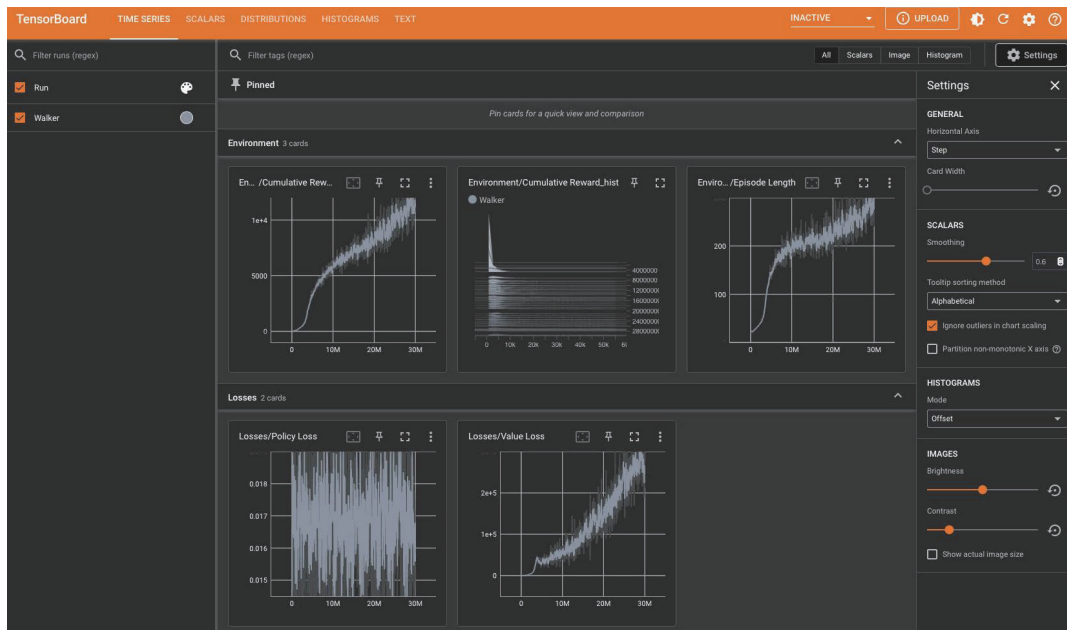 TensorBoard TIME SERIES SCALARS DISTRIBUTIONS HISTOGRAMS TEXT INACTIVE UPLOAD
Filter runs (regex)
Run
Walker
Filter tags (regex) All Scalars Image Histogram Settings
Pinned
Pin cards for a quick view and comparison
Environment 3 cards
En... /Cumulative Rew...
1e+4
5000
0
0 10M 20M 30M
Environment/Cumulative Reward_hist
Walker
4000000
8000000
1200000(
1600000(
2000000(
2400000(
2800000(
0 10k 20k 30k 40k 50k 6(
Enviro... /Episode Length
200
100
0 10M 20M 30M
Losses 2 cards
Losses/Policy Loss
0.018
0.017
0.016
0.015
0 10M 20M 30M
Losses/Value Loss
2e+5
1e+5
0
0 10M 20M 30M
Settings
GENERAL
Horizontal Axis
Step
Card Width
SCALARS
Smoothing
0.6
Tooltip sorting method
Alphabetical
Ignore outliers in chart scaling
Partition non-monotonic X axis
HISTOGRAMS
Mode
Offset
IMAGES
Brightness
Contrast
Show actual image size